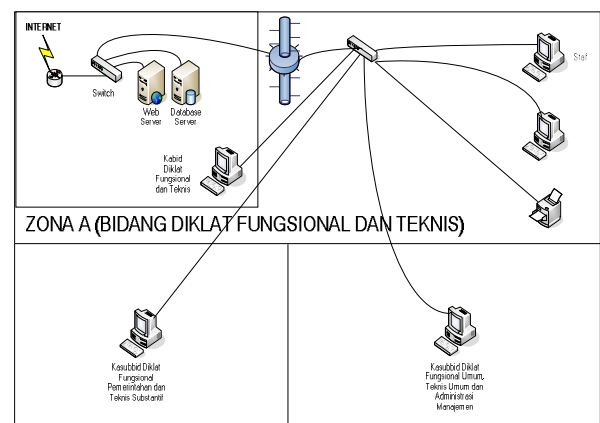 INTERNET
Switch
Web
Server
Database
Server
Staf
Kabid
Diklat
Fungsional
dan Teknis
ZONA A (BIDANG DIKLAT FUNGSIONAL DAN TEKNIS)
Kasubbid Diklat
Fungsional
Pemerintahan dan
Teknis Substantif
Kasubbid Diklat
Fungsional Umum,
Teknis Umum dan
Administrasi
Manajemen